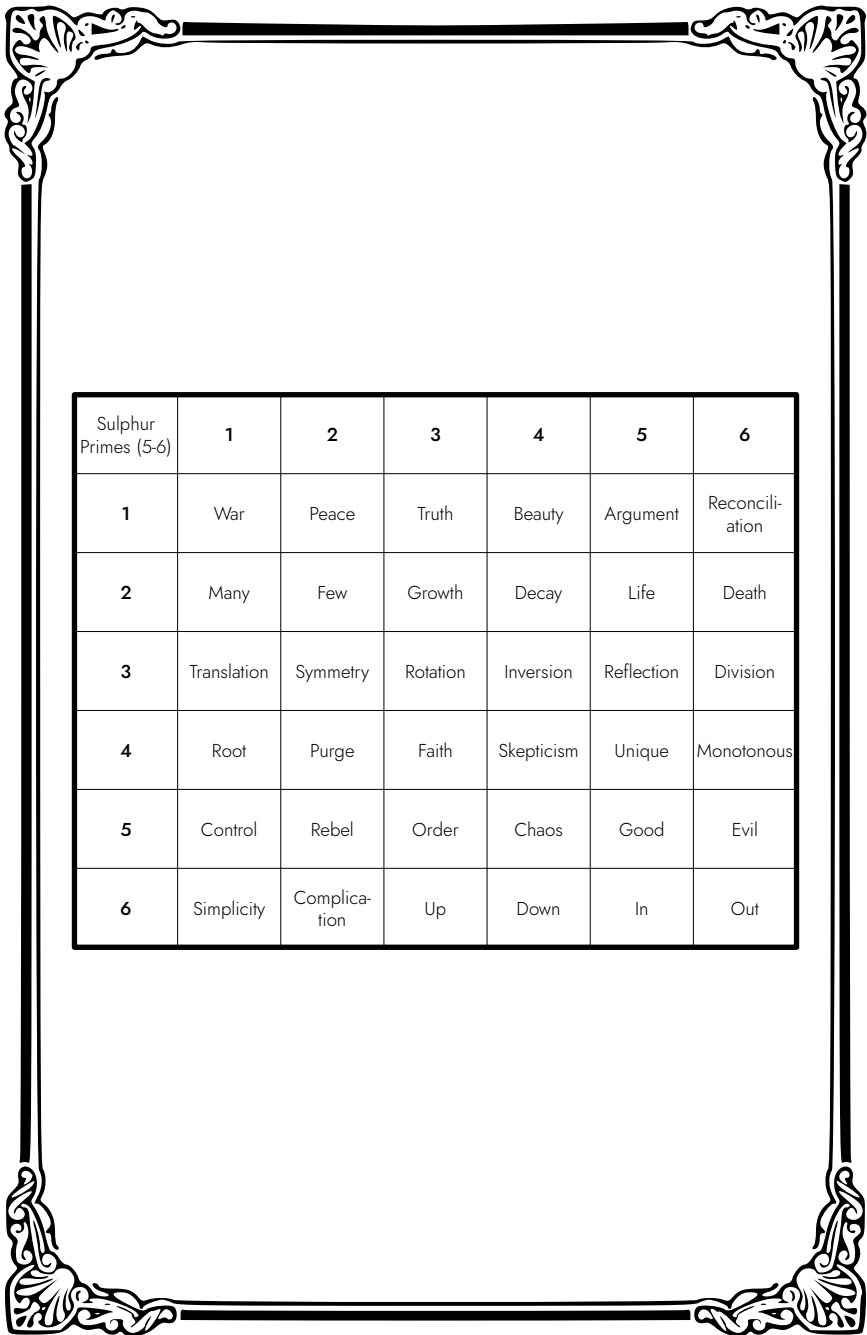 Sulphur
Primes (5-6) 1 2 3 4 5 6
1 War Peace Truth Beauty Argument Reconcili-
ation
2 Many Few Growth Decay Life Death
3 Translation Symmetry Rotation Inversion Reflection Division
4 Root Purge Faith Skepticism Unique Monotonous
5 Control Rebel Order Chaos Good Evil
6 Simplicity Complica-
tion Up Down In Out